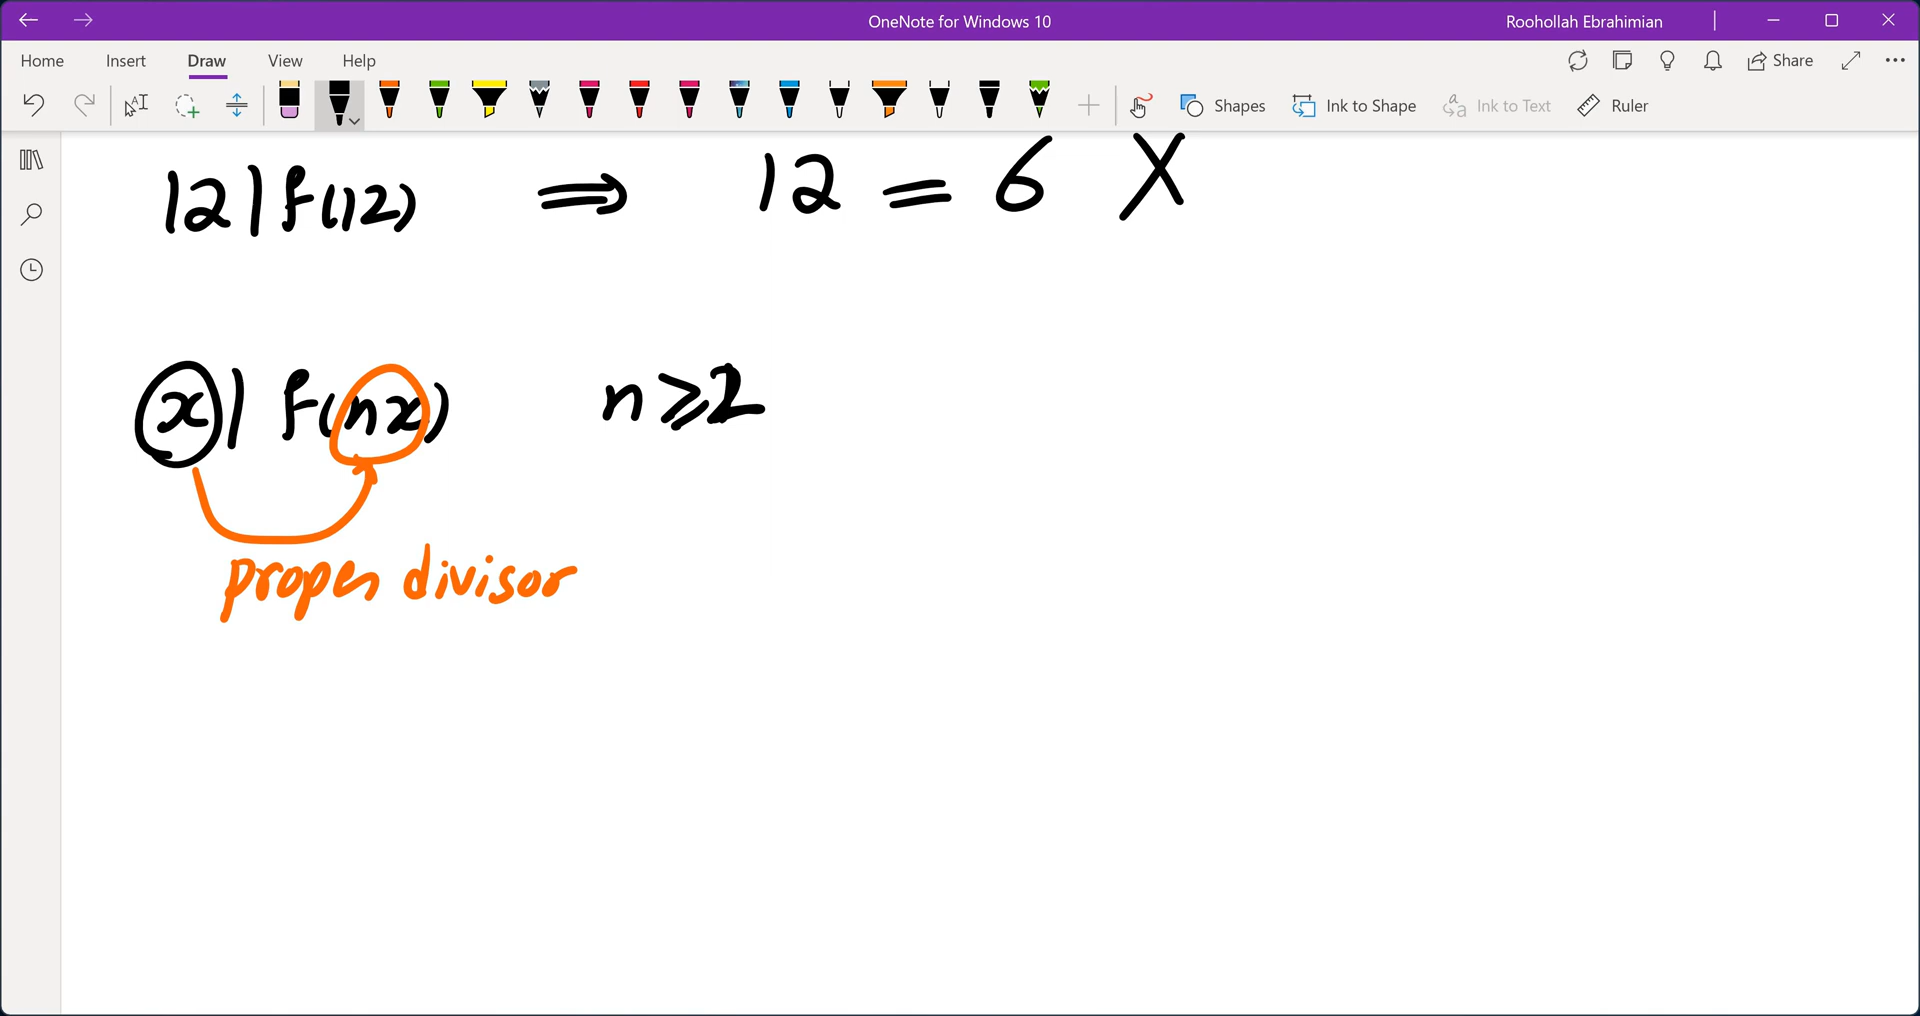 OneNote for Windows 10
Roohollah Ebrahimian
Home Insert Draw View Help
Share
Shapes Ink to Shape Ink to Text Ruler
12 | f(12) ⟹ 12 = 6 X
x | f(nx) n ⩾ 2
proper divisor